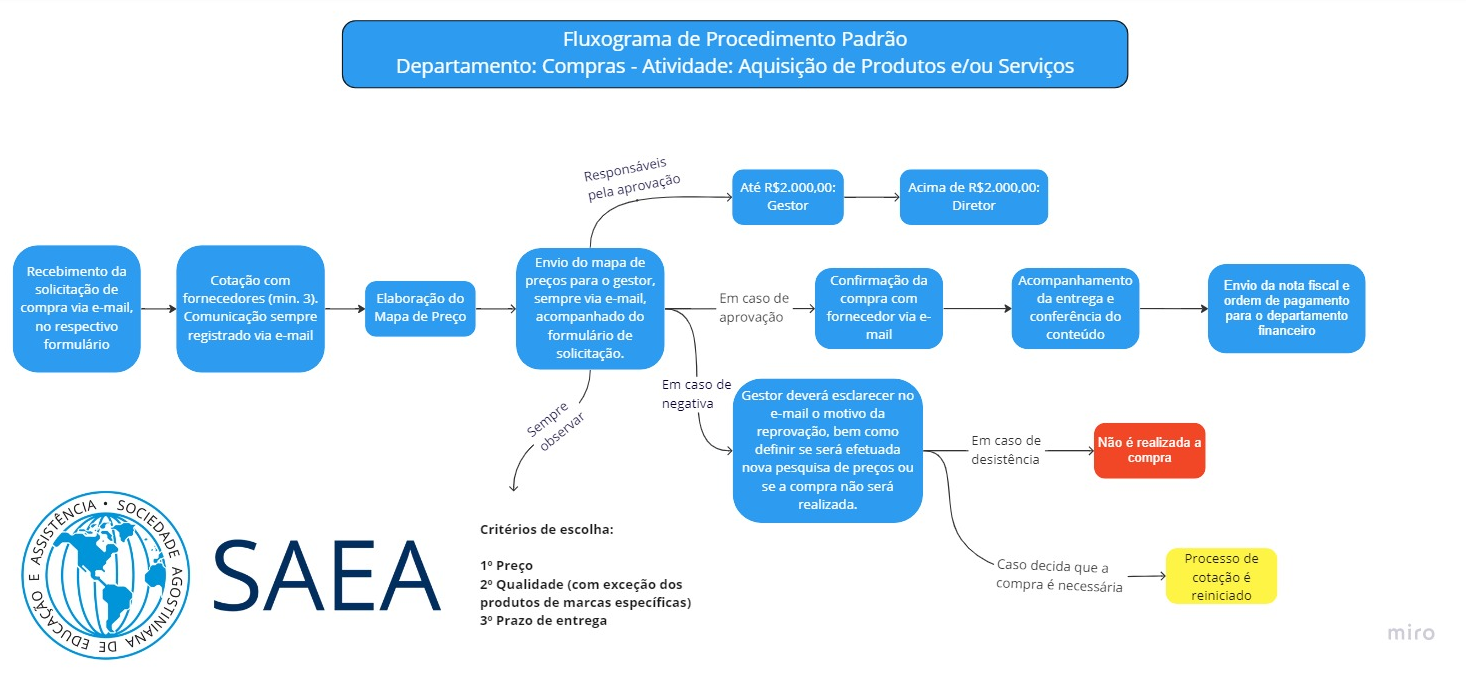 Fluxograma de Procedimento Padrão
Departamento: Compras - Atividade: Aquisição de Produtos e/ou Serviços
Responsáveis
pela aprovação
Até R$2.000,00:
Gestor
Acima de R$2.000,00:
Diretor
Recebimento da
solicitação de
compra via e-mail,
no respectivo
formulário
Cotação com
fornecedores (min. 3).
Comunicação sempre
registrado via e-mail
Elaboração do
Mapa de Preço
Envio do mapa de
preços para o gestor,
sempre via e-mail,
acompanhado do
formulário de
solicitação.
Em caso de
aprovação
Confirmação da
compra com
fornecedor via e-
mail
Acompanhamento
da entrega e
conferência do
conteúdo
Envio da nota fiscal e
ordem de pagamento
para o departamento
financeiro
Em caso de
negativa
Gestor deverá esclarecer no
e-mail o motivo da
reprovação, bem como
definir se será efetuada
nova pesquisa de preços ou
se a compra não será
realizada.
Em caso de
desistência
Não é realizada a
compra
Caso decida que a
compra é necessária
Processo de
cotação é
reiniciado
Sempre
observar
Critérios de escolha:
1º Preço
2º Qualidade (com exceção dos
produtos de marcas específicas)
3º Prazo de entrega
SOCIEDADE AGOSTINIANA DE EDUCAÇÃO E ASSISTÊNCIA •
SAEA
miro